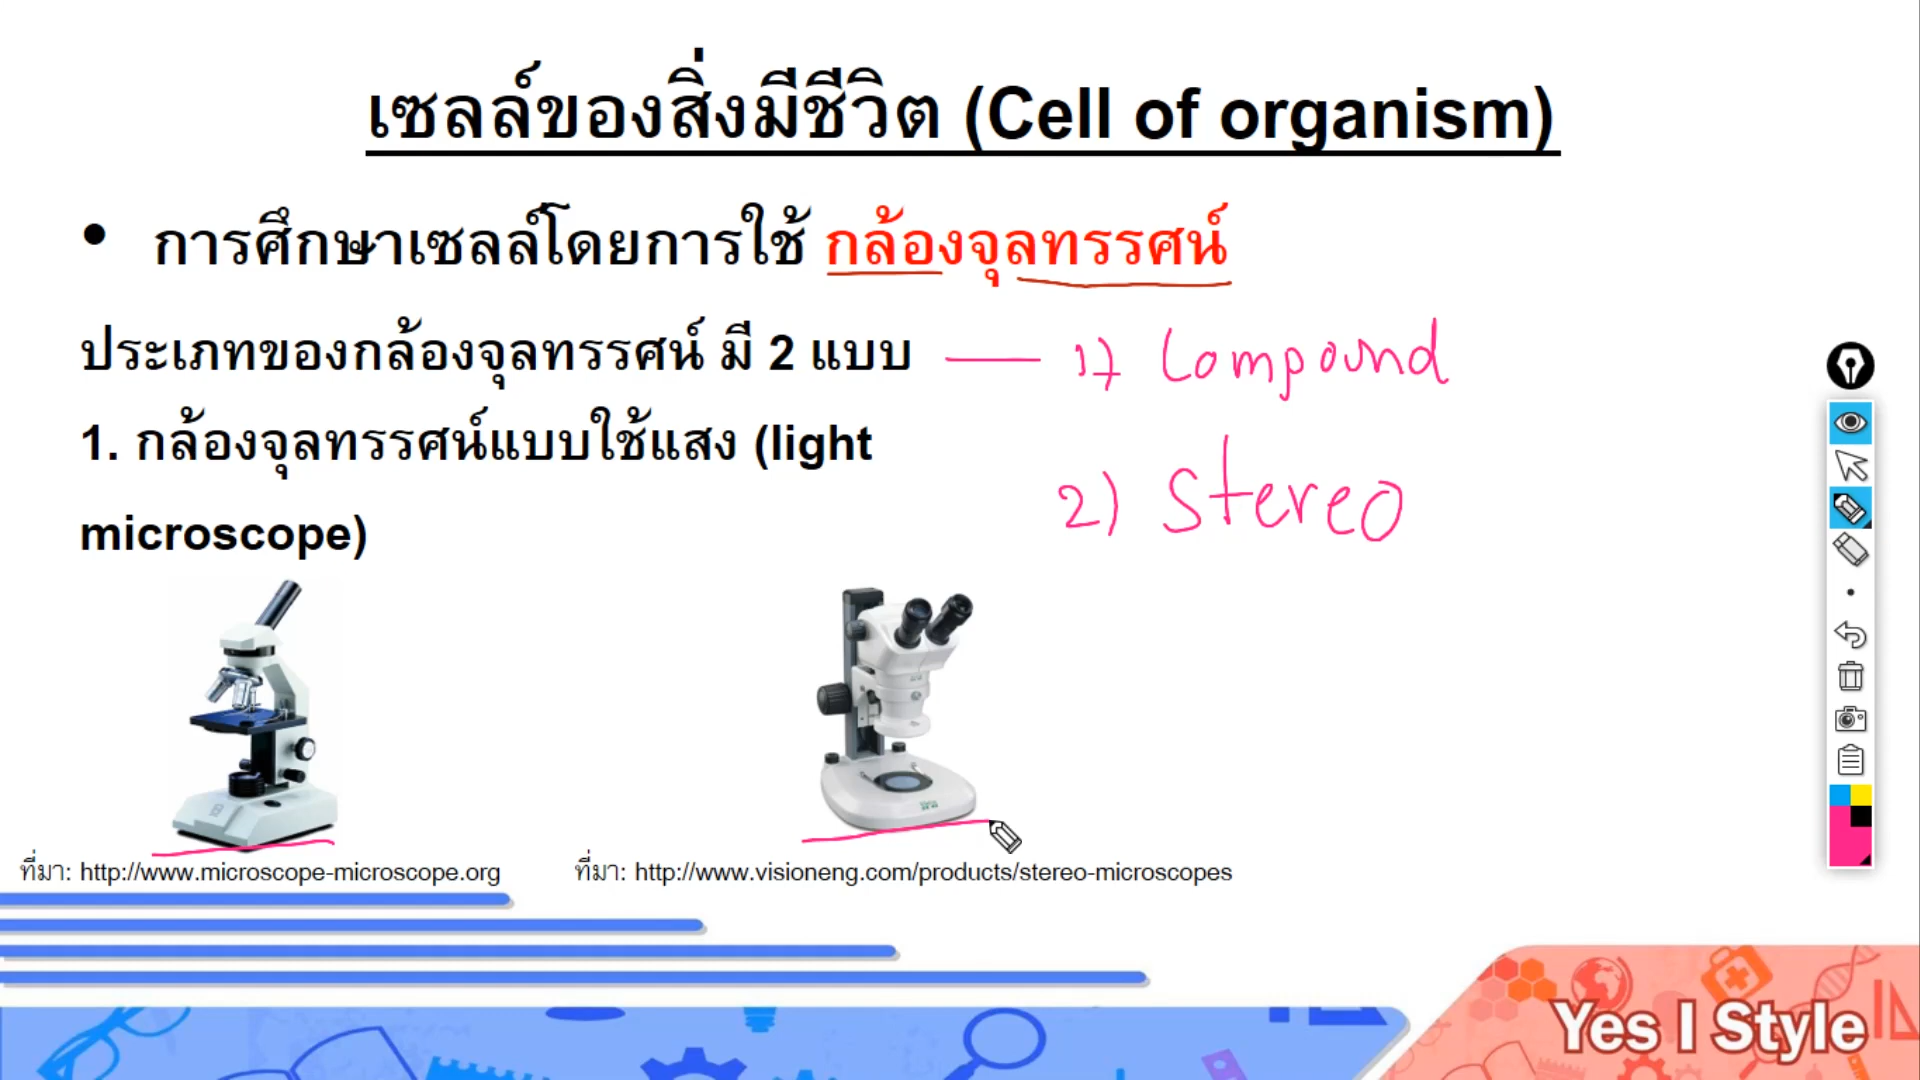 เซลล์ของสิ่งมีชีวิต (Cell of organism)
• การศึกษาเซลล์โดยการใช้ กล้องจุลทรรศน์
ประเภทของกล้องจุลทรรศน์ มี 2 แบบ — 1) Compound
1. กล้องจุลทรรศน์แบบใช้แสง (light
2) Stereo
microscope)
ที่มา: http://www.microscope-microscope.org
ที่มา: http://www.visioneng.com/products/stereo-microscopes
Yes I Style